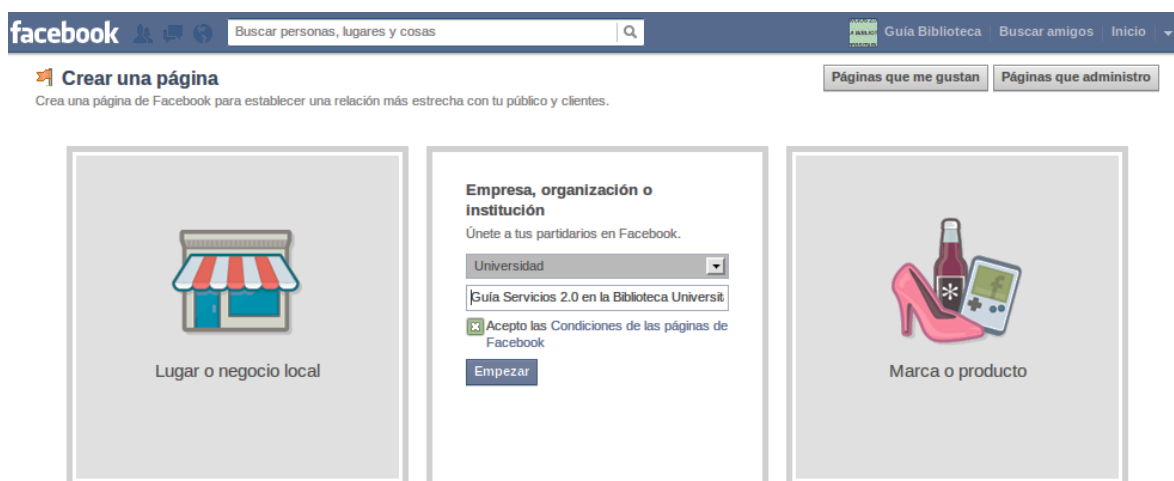 facebook
Buscar personas, lugares y cosas
Guía Biblioteca
Buscar amigos
Inicio
Crear una página
Páginas que me gustan
Páginas que administro
Crea una página de Facebook para establecer una relación más estrecha con tu público y clientes.
Lugar o negocio local
Empresa, organización o
institución
Únete a tus partidarios en Facebook.
Universidad
Guía Servicios 2.0 en la Biblioteca Universit
Acepto las Condiciones de las páginas de
Facebook
Empezar
Marca o producto